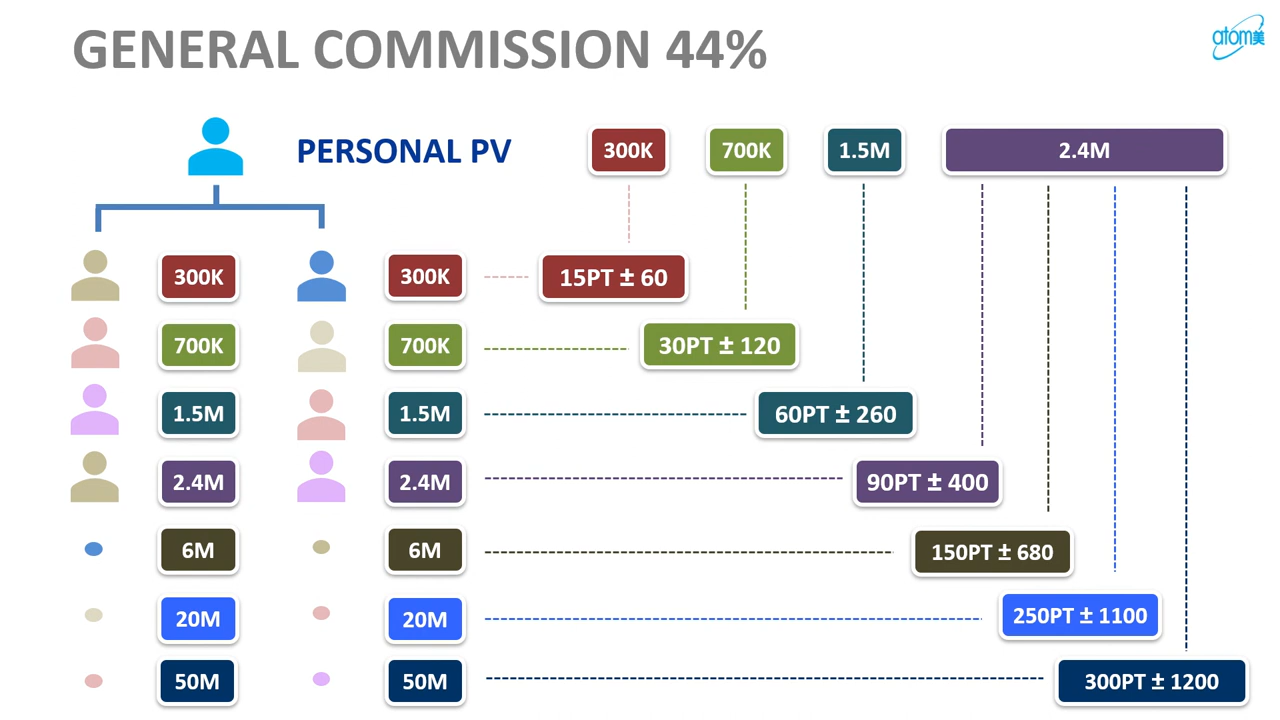 GENERAL COMMISSION 44%
atom美
PERSONAL PV
300K
700K
1.5M
2.4M
300K
300K
15PT ± 60
700K
700K
30PT ± 120
1.5M
1.5M
60PT ± 260
2.4M
2.4M
90PT ± 400
6M
6M
150PT ± 680
20M
20M
250PT ± 1100
50M
50M
300PT ± 1200